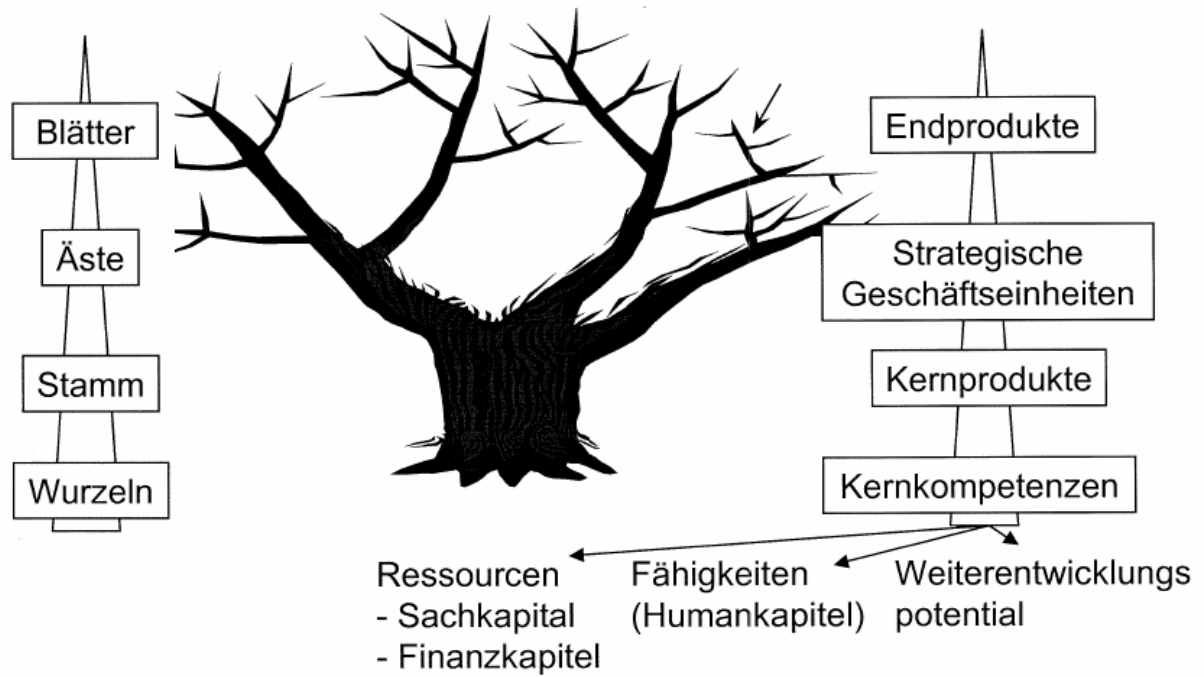 Blätter
Äste
Stamm
Wurzeln
Endprodukte
Strategische
Geschäftseinheiten
Kernprodukte
Kernkompetenzen
Ressourcen
- Sachkapital
- Finanzkapitel
Fähigkeiten
(Humankapitel)
Weiterentwicklungs
potential